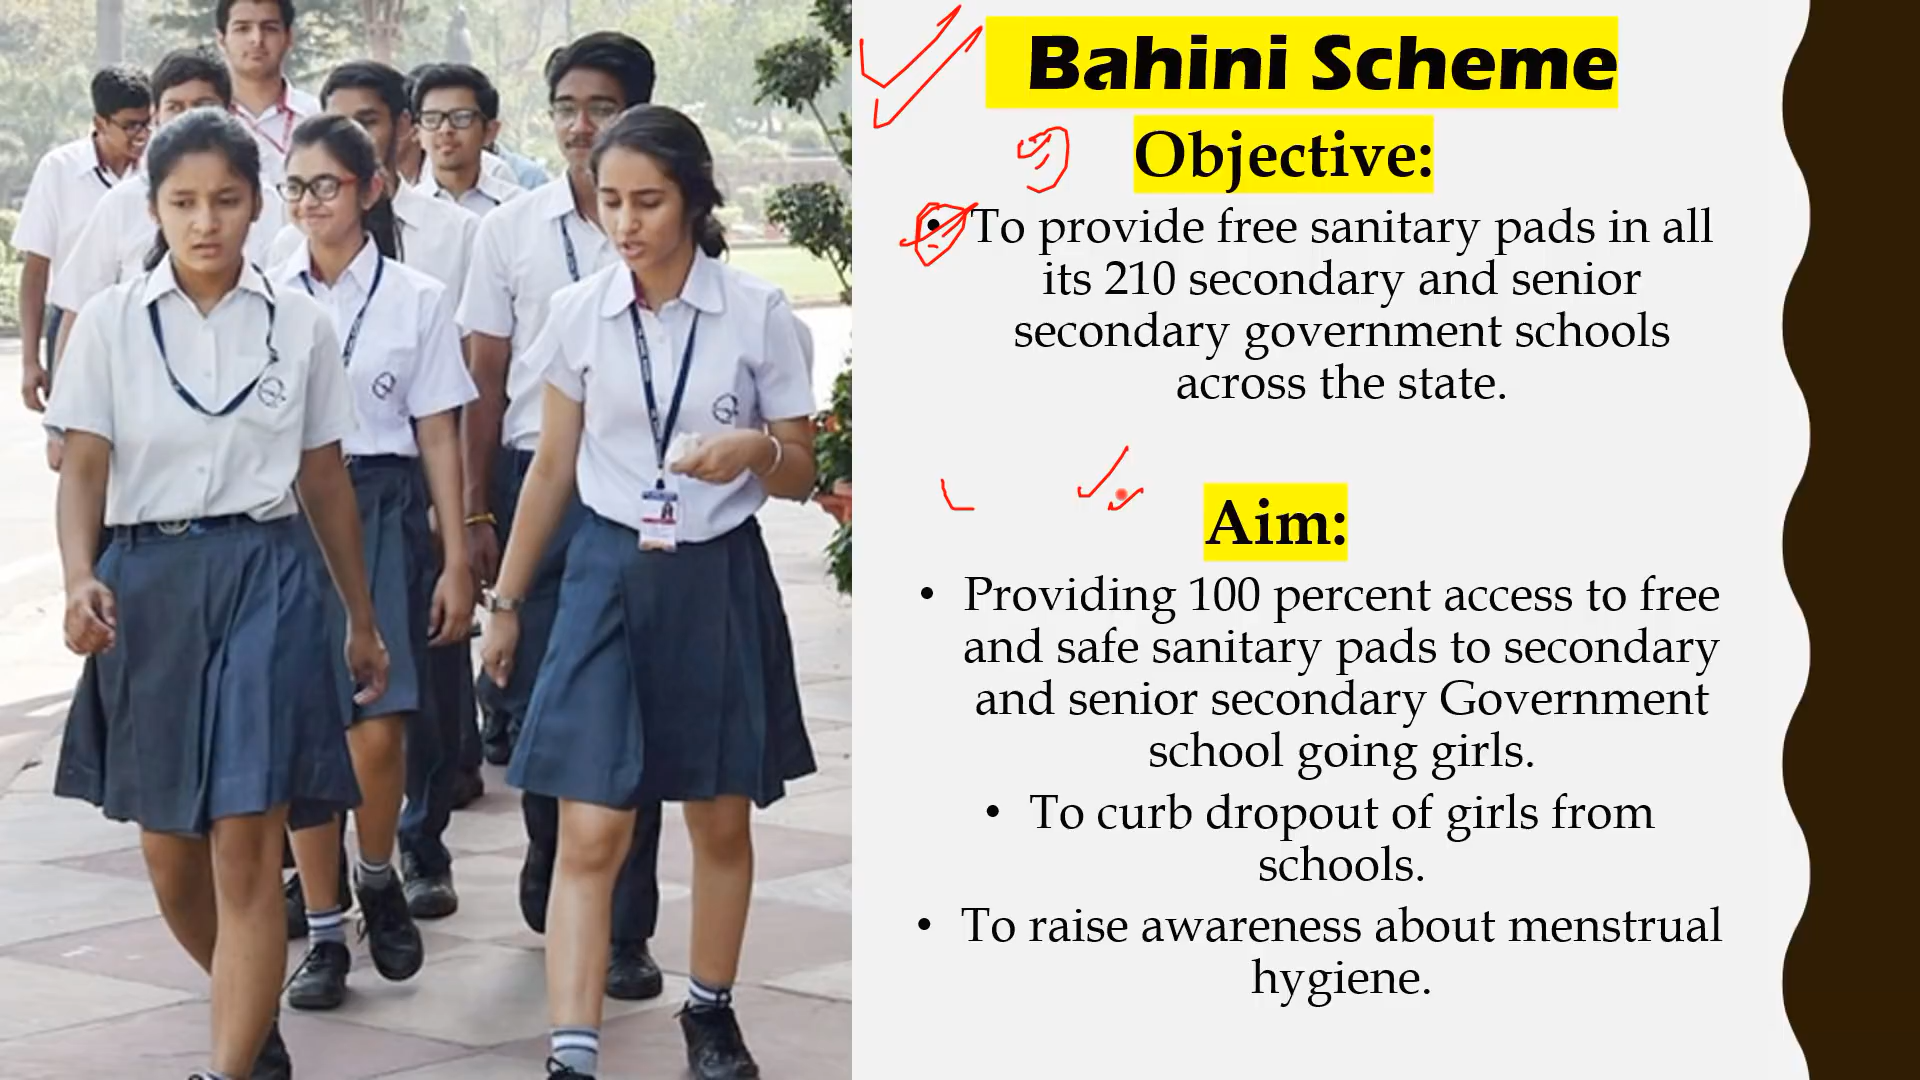 Bahini Scheme
Objective:
• To provide free sanitary pads in all
its 210 secondary and senior
secondary government schools
across the state.
Aim:
• Providing 100 percent access to free
and safe sanitary pads to secondary
and senior secondary Government
school going girls.
• To curb dropout of girls from
schools.
• To raise awareness about menstrual
hygiene.